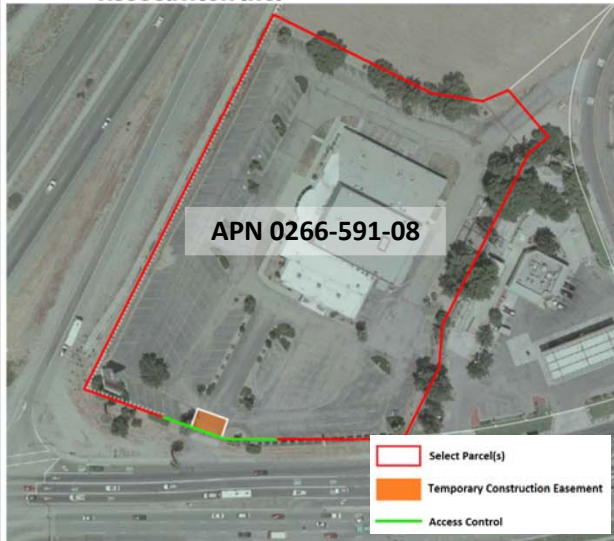 APN 0266-591-08
Select Parcel(s)
Temporary Construction Easement
Access Control